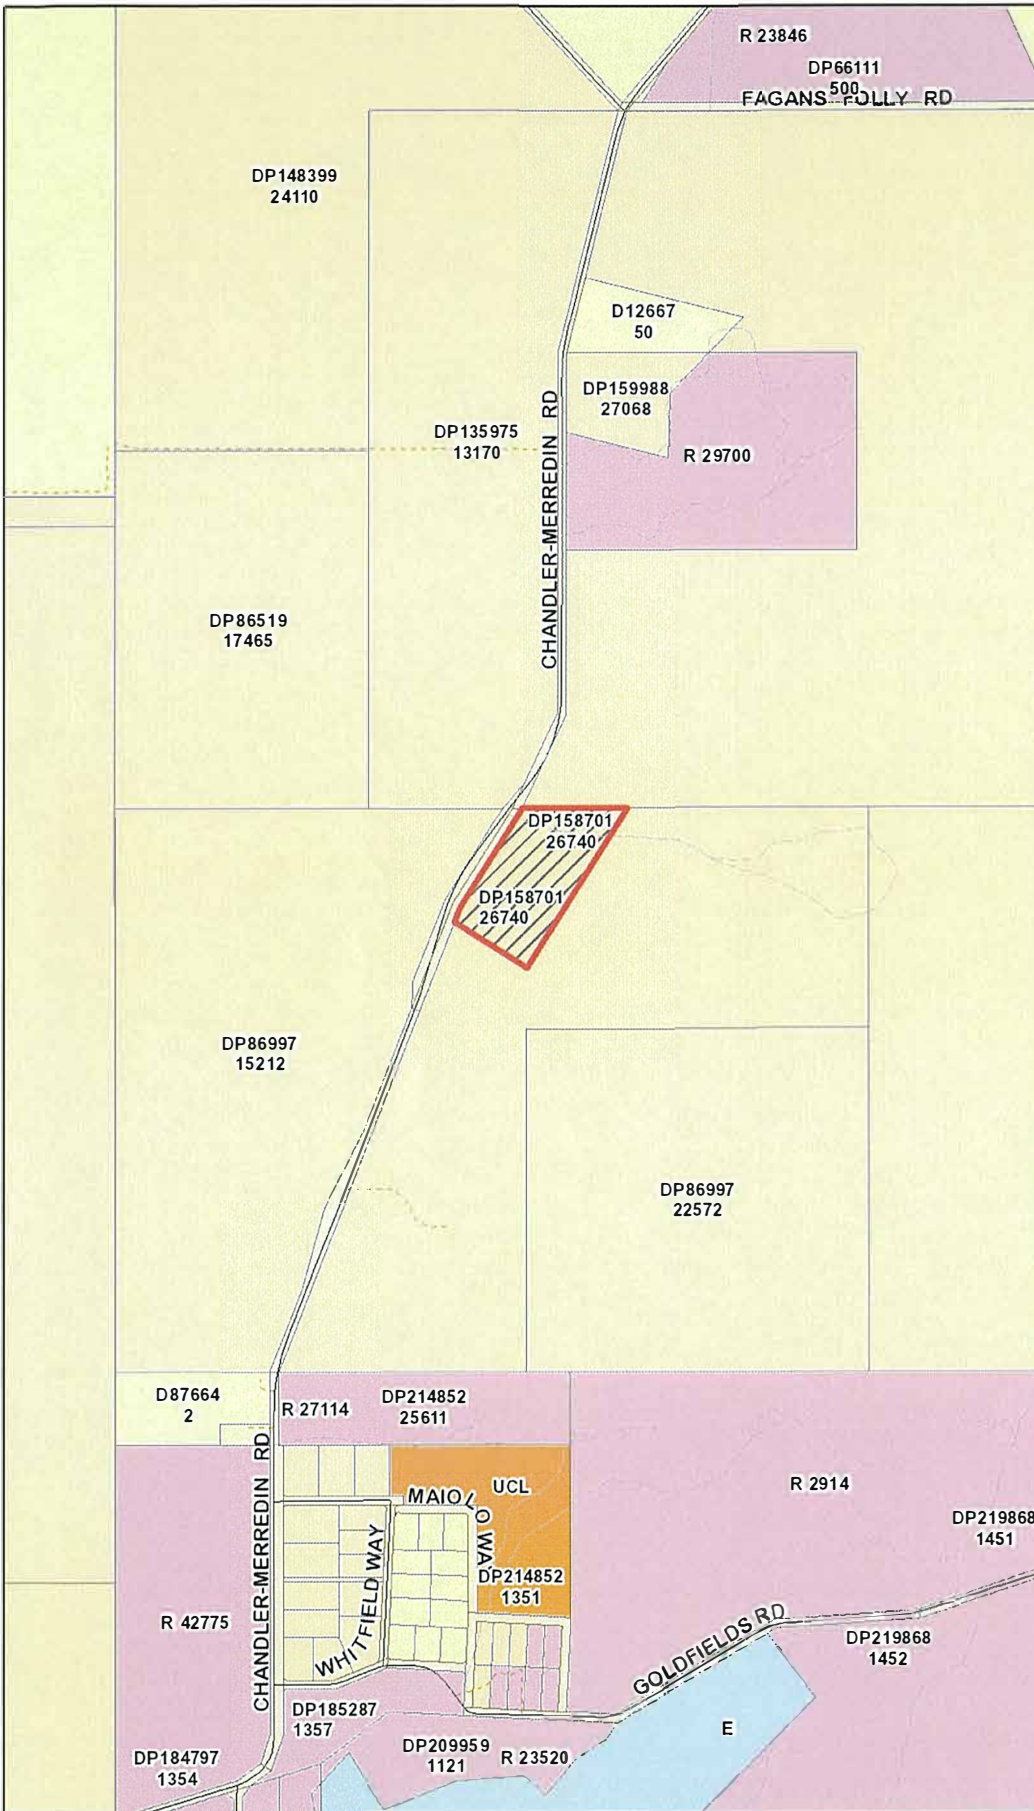 R 23846
DP66111
500
FAGANS FOLLY RD
DP148399
24110
D12667
50
DP159988
27068
CHANDLER-MERREDIN RD
DP135975
13170
R 29700
DP86519
17465
DP158701
26740
DP158701
26740
DP86997
15212
DP86997
22572
D87664
2
R 27114
DP214852
25611
CHANDLER-MERREDIN RD
UCL
MAIOLO WAY
R 2914
DP219868
1451
WHITFIELD WAY
DP214852
1351
R 42775
GOLDFIELDS RD
DP219868
1452
DP185287
1357
E
DP184797
1354
DP209959
1121
R 23520